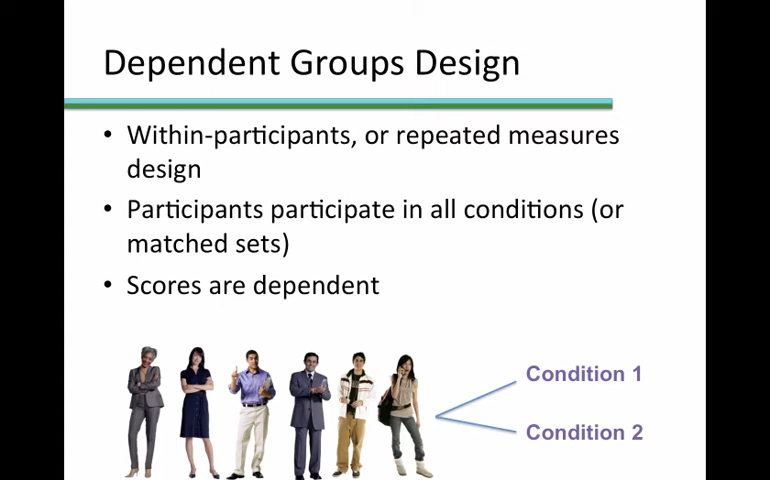 Dependent Groups Design
• Within-participants, or repeated measures
design
• Participants participate in all conditions (or
matched sets)
• Scores are dependent
Condition 1
Condition 2